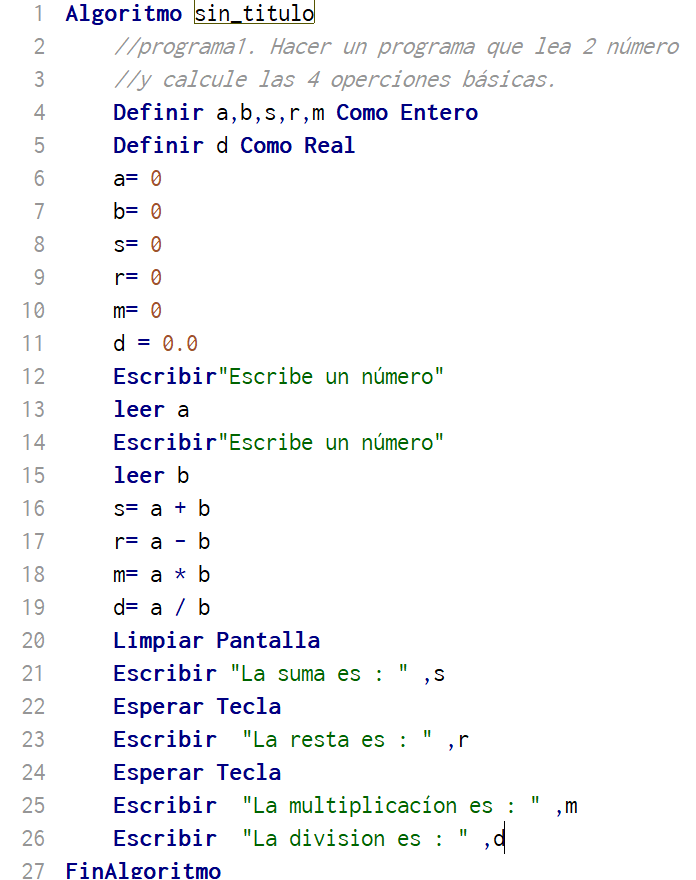 1 Algoritmo sin_titulo
2 //programa1. Hacer un programa que lea 2 número
3 //y calcule las 4 operciones básicas.
4 Definir a,b,s,r,m Como Entero
5 Definir d Como Real
6 a= 0
7 b= 0
8 s= 0
9 r= 0
10 m= 0
11 d = 0.0
12 Escribir"Escribe un número"
13 leer a
14 Escribir"Escribe un número"
15 leer b
16 s= a + b
17 r= a - b
18 m= a * b
19 d= a / b
20 Limpiar Pantalla
21 Escribir "La suma es : " ,s
22 Esperar Tecla
23 Escribir  "La resta es : " ,r
24 Esperar Tecla
25 Escribir  "La multiplicacíon es : " ,m
26 Escribir  "La division es : " ,d
27 FinAlgoritmo